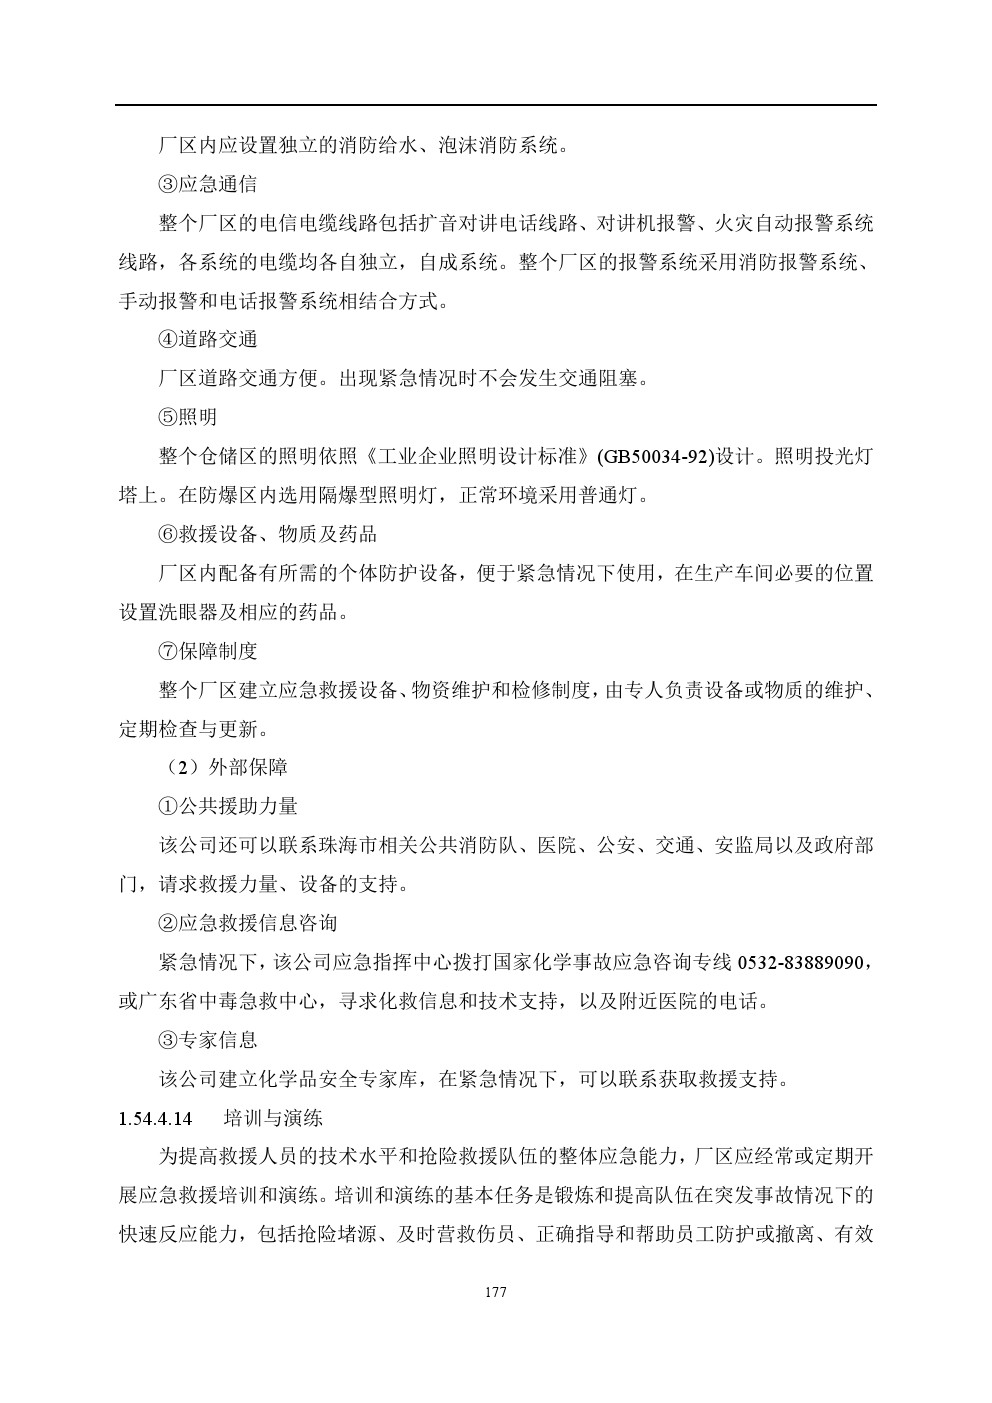 厂区内应设置独立的消防给水、泡沫消防系统。
③应急通信
整个厂区的电信电缆线路包括扩音对讲电话线路、对讲机报警、火灾自动报警系统
线路，各系统的电缆均各自独立，自成系统。整个厂区的报警系统采用消防报警系统、
手动报警和电话报警系统相结合方式。
④道路交通
厂区道路交通方便。出现紧急情况时不会发生交通阻塞。
⑤照明
整个仓储区的照明依照《工业企业照明设计标准》(GB50034-92)设计。照明投光灯
塔上。在防爆区内选用隔爆型照明灯，正常环境采用普通灯。
⑥救援设备、物质及药品
厂区内配备有所需的个体防护设备，便于紧急情况下使用，在生产车间必要的位置
设置洗眼器及相应的药品。
⑦保障制度
整个厂区建立应急救援设备、物资维护和检修制度，由专人负责设备或物质的维护、
定期检查与更新。
（2）外部保障
①公共援助力量
该公司还可以联系珠海市相关公共消防队、医院、公安、交通、安监局以及政府部
门，请求救援力量、设备的支持。
②应急救援信息咨询
紧急情况下，该公司应急指挥中心拨打国家化学事故应急咨询专线 0532-83889090，
或广东省中毒急救中心，寻求化救信息和技术支持，以及附近医院的电话。
③专家信息
该公司建立化学品安全专家库，在紧急情况下，可以联系获取救援支持。
1.54.4.14 培训与演练
为提高救援人员的技术水平和抢险救援队伍的整体应急能力，厂区应经常或定期开
展应急救援培训和演练。培训和演练的基本任务是锻炼和提高队伍在突发事故情况下的
快速反应能力，包括抢险堵源、及时营救伤员、正确指导和帮助员工防护或撤离、有效
177